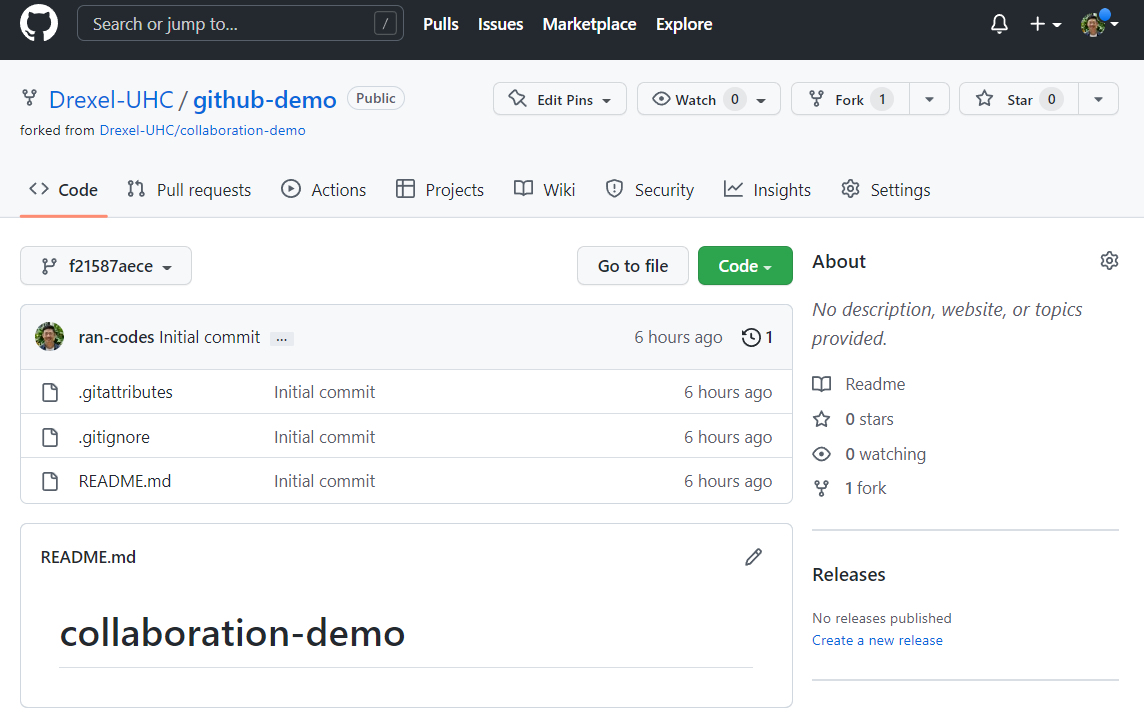 Search or jump to... / Pulls Issues Marketplace Explore
Drexel-UHC / github-demo Public Edit Pins Watch 0 Fork 1 Star 0
forked from Drexel-UHC/collaboration-demo
Code Pull requests Actions Projects Wiki Security Insights Settings
f21587aece Go to file Code
ran-codes Initial commit ... 6 hours ago 1
.gitattributes Initial commit 6 hours ago
.gitignore Initial commit 6 hours ago
README.md Initial commit 6 hours ago
README.md
collaboration-demo
About
No description, website, or topics
provided.
Readme
0 stars
0 watching
1 fork
Releases
No releases published
Create a new release